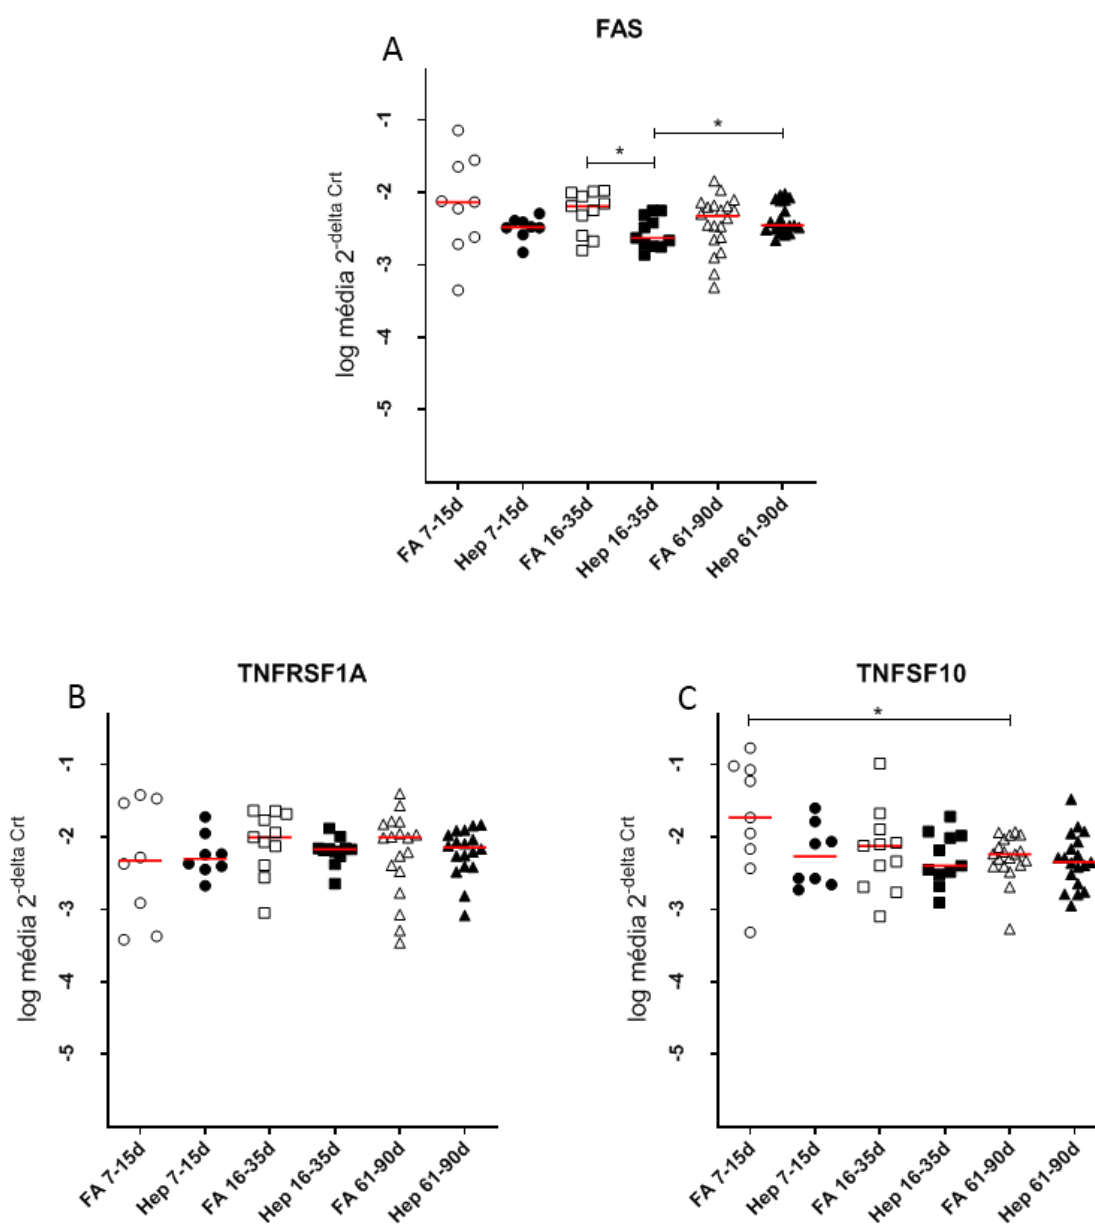 A
FAS
log média 2^-delta Crt
-1
-2
-3
-4
-5
*
*
FA 7-15d
Hep 7-15d
FA 16-35d
Hep 16-35d
FA 61-90d
Hep 61-90d
B
TNFRSF1A
log média 2^-delta Crt
-1
-2
-3
-4
-5
FA 7-15d
Hep 7-15d
FA 16-35d
Hep 16-35d
FA 61-90d
Hep 61-90d
C
TNFSF10
log média 2^-delta Crt
-1
-2
-3
-4
-5
*
FA 7-15d
Hep 7-15d
FA 16-35d
Hep 16-35d
FA 61-90d
Hep 61-90d